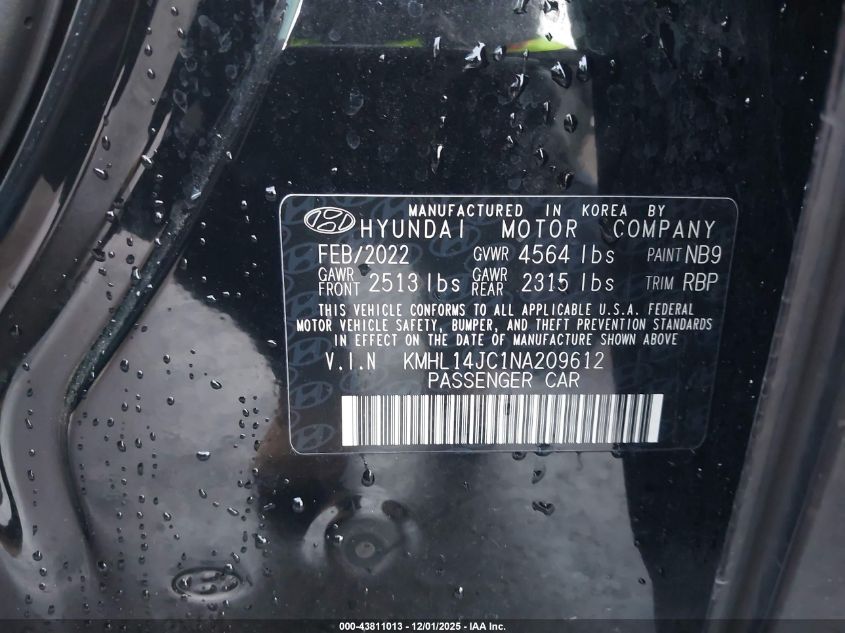 MANUFACTURED IN KOREA BY
HYUNDAI MOTOR COMPANY
FEB/2022 GVWR 4564 lbs PAINT NB9
GAWR FRONT 2513 lbs GAWR REAR 2315 lbs TRIM RBP
THIS VEHICLE CONFORMS TO ALL APPLICABLE U.S.A. FEDERAL
MOTOR VEHICLE SAFETY, BUMPER, AND THEFT PREVENTION STANDARDS
IN EFFECT ON THE DATE OF MANUFACTURE SHOWN ABOVE
V.I.N KMHL14JC1NA209612
PASSENGER CAR
000-43811013 - 12/01/2025 - IAA Inc.